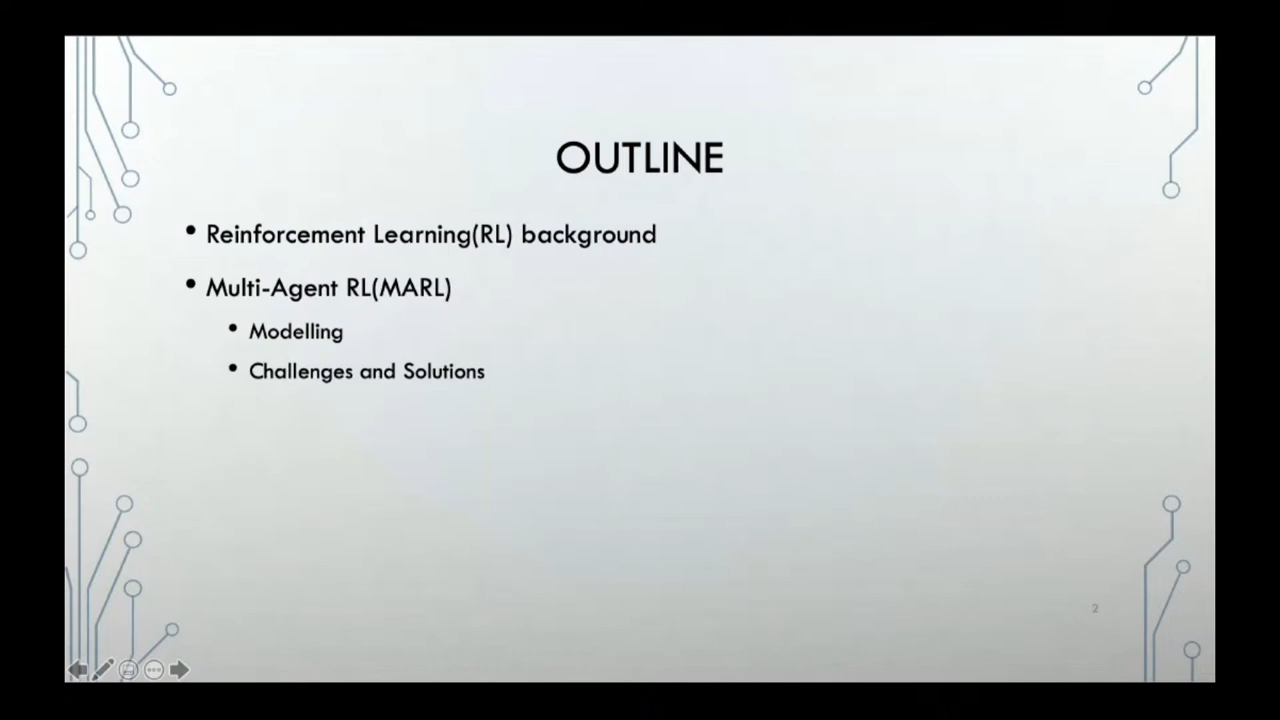 OUTLINE
• Reinforcement Learning(RL) background
• Multi-Agent RL(MARL)
• Modelling
• Challenges and Solutions
2